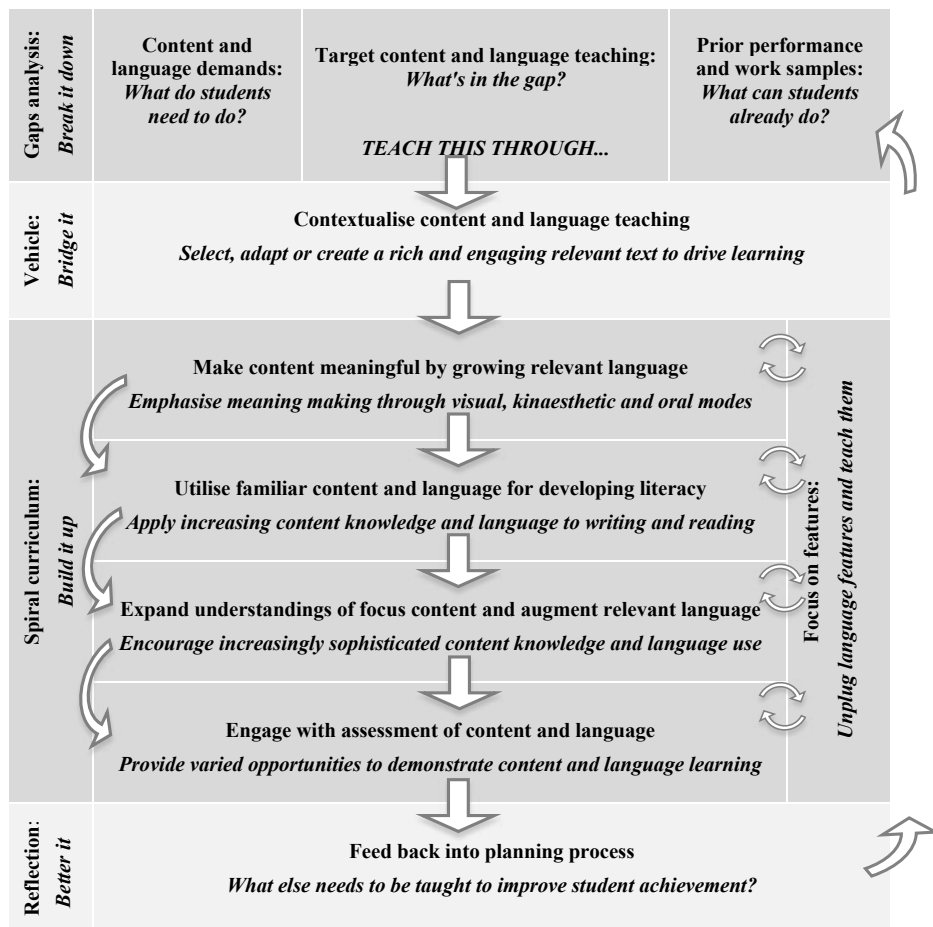 Gaps analysis:
Break it down
Content and
language demands:
What do students
need to do?
Target content and language teaching:
What's in the gap?
TEACH THIS THROUGH...
Prior performance
and work samples:
What can students
already do?
Vehicle:
Bridge it
Contextualise content and language teaching
Select, adapt or create a rich and engaging relevant text to drive learning
Spiral curriculum:
Build it up
Make content meaningful by growing relevant language
Emphasise meaning making through visual, kinaesthetic and oral modes
Utilise familiar content and language for developing literacy
Apply increasing content knowledge and language to writing and reading
Expand understandings of focus content and augment relevant language
Encourage increasingly sophisticated content knowledge and language use
Engage with assessment of content and language
Provide varied opportunities to demonstrate content and language learning
Focus on features:
Unplug language features and teach them
Reflection:
Better it
Feed back into planning process
What else needs to be taught to improve student achievement?